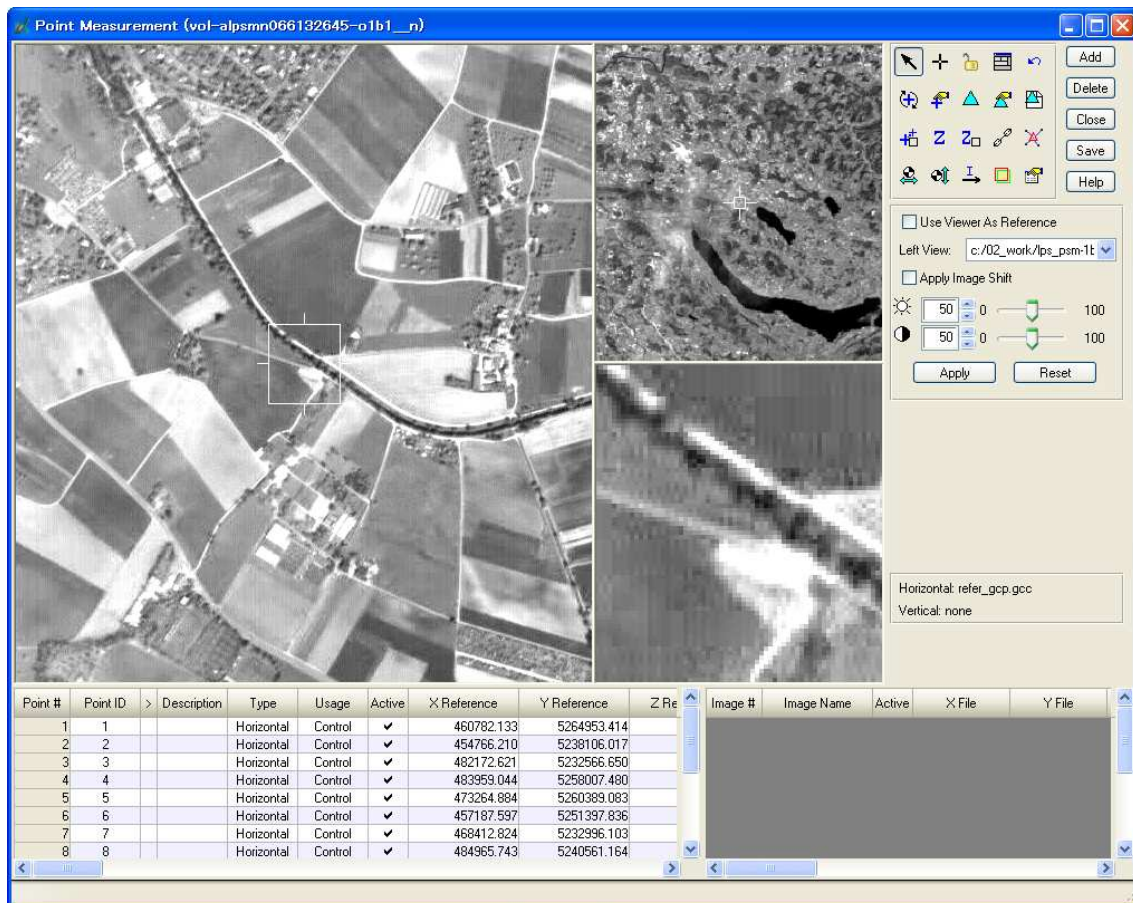 Point Measurement (vol-alpsmn066132645-o1b1__n)
Add
Delete
Close
Save
Help
Use Viewer As Reference
Left View: c:/02_work/lps_psm-1b
Apply Image Shift
50 0 100
50 0 100
Apply Reset
Horizontal: refer_gcp.gcc
Vertical: none
Point # Point ID > Description Type Usage Active X Reference Y Reference Z Re
1 1 Horizontal Control 460782.133 5264953.414
2 2 Horizontal Control 454766.210 5238106.017
3 3 Horizontal Control 482172.621 5232566.650
4 4 Horizontal Control 483959.044 5258007.480
5 5 Horizontal Control 473264.884 5260389.083
6 6 Horizontal Control 457187.597 5251397.836
7 7 Horizontal Control 468412.824 5232996.103
8 8 Horizontal Control 484965.743 5240561.164
Image # Image Name Active X File Y File